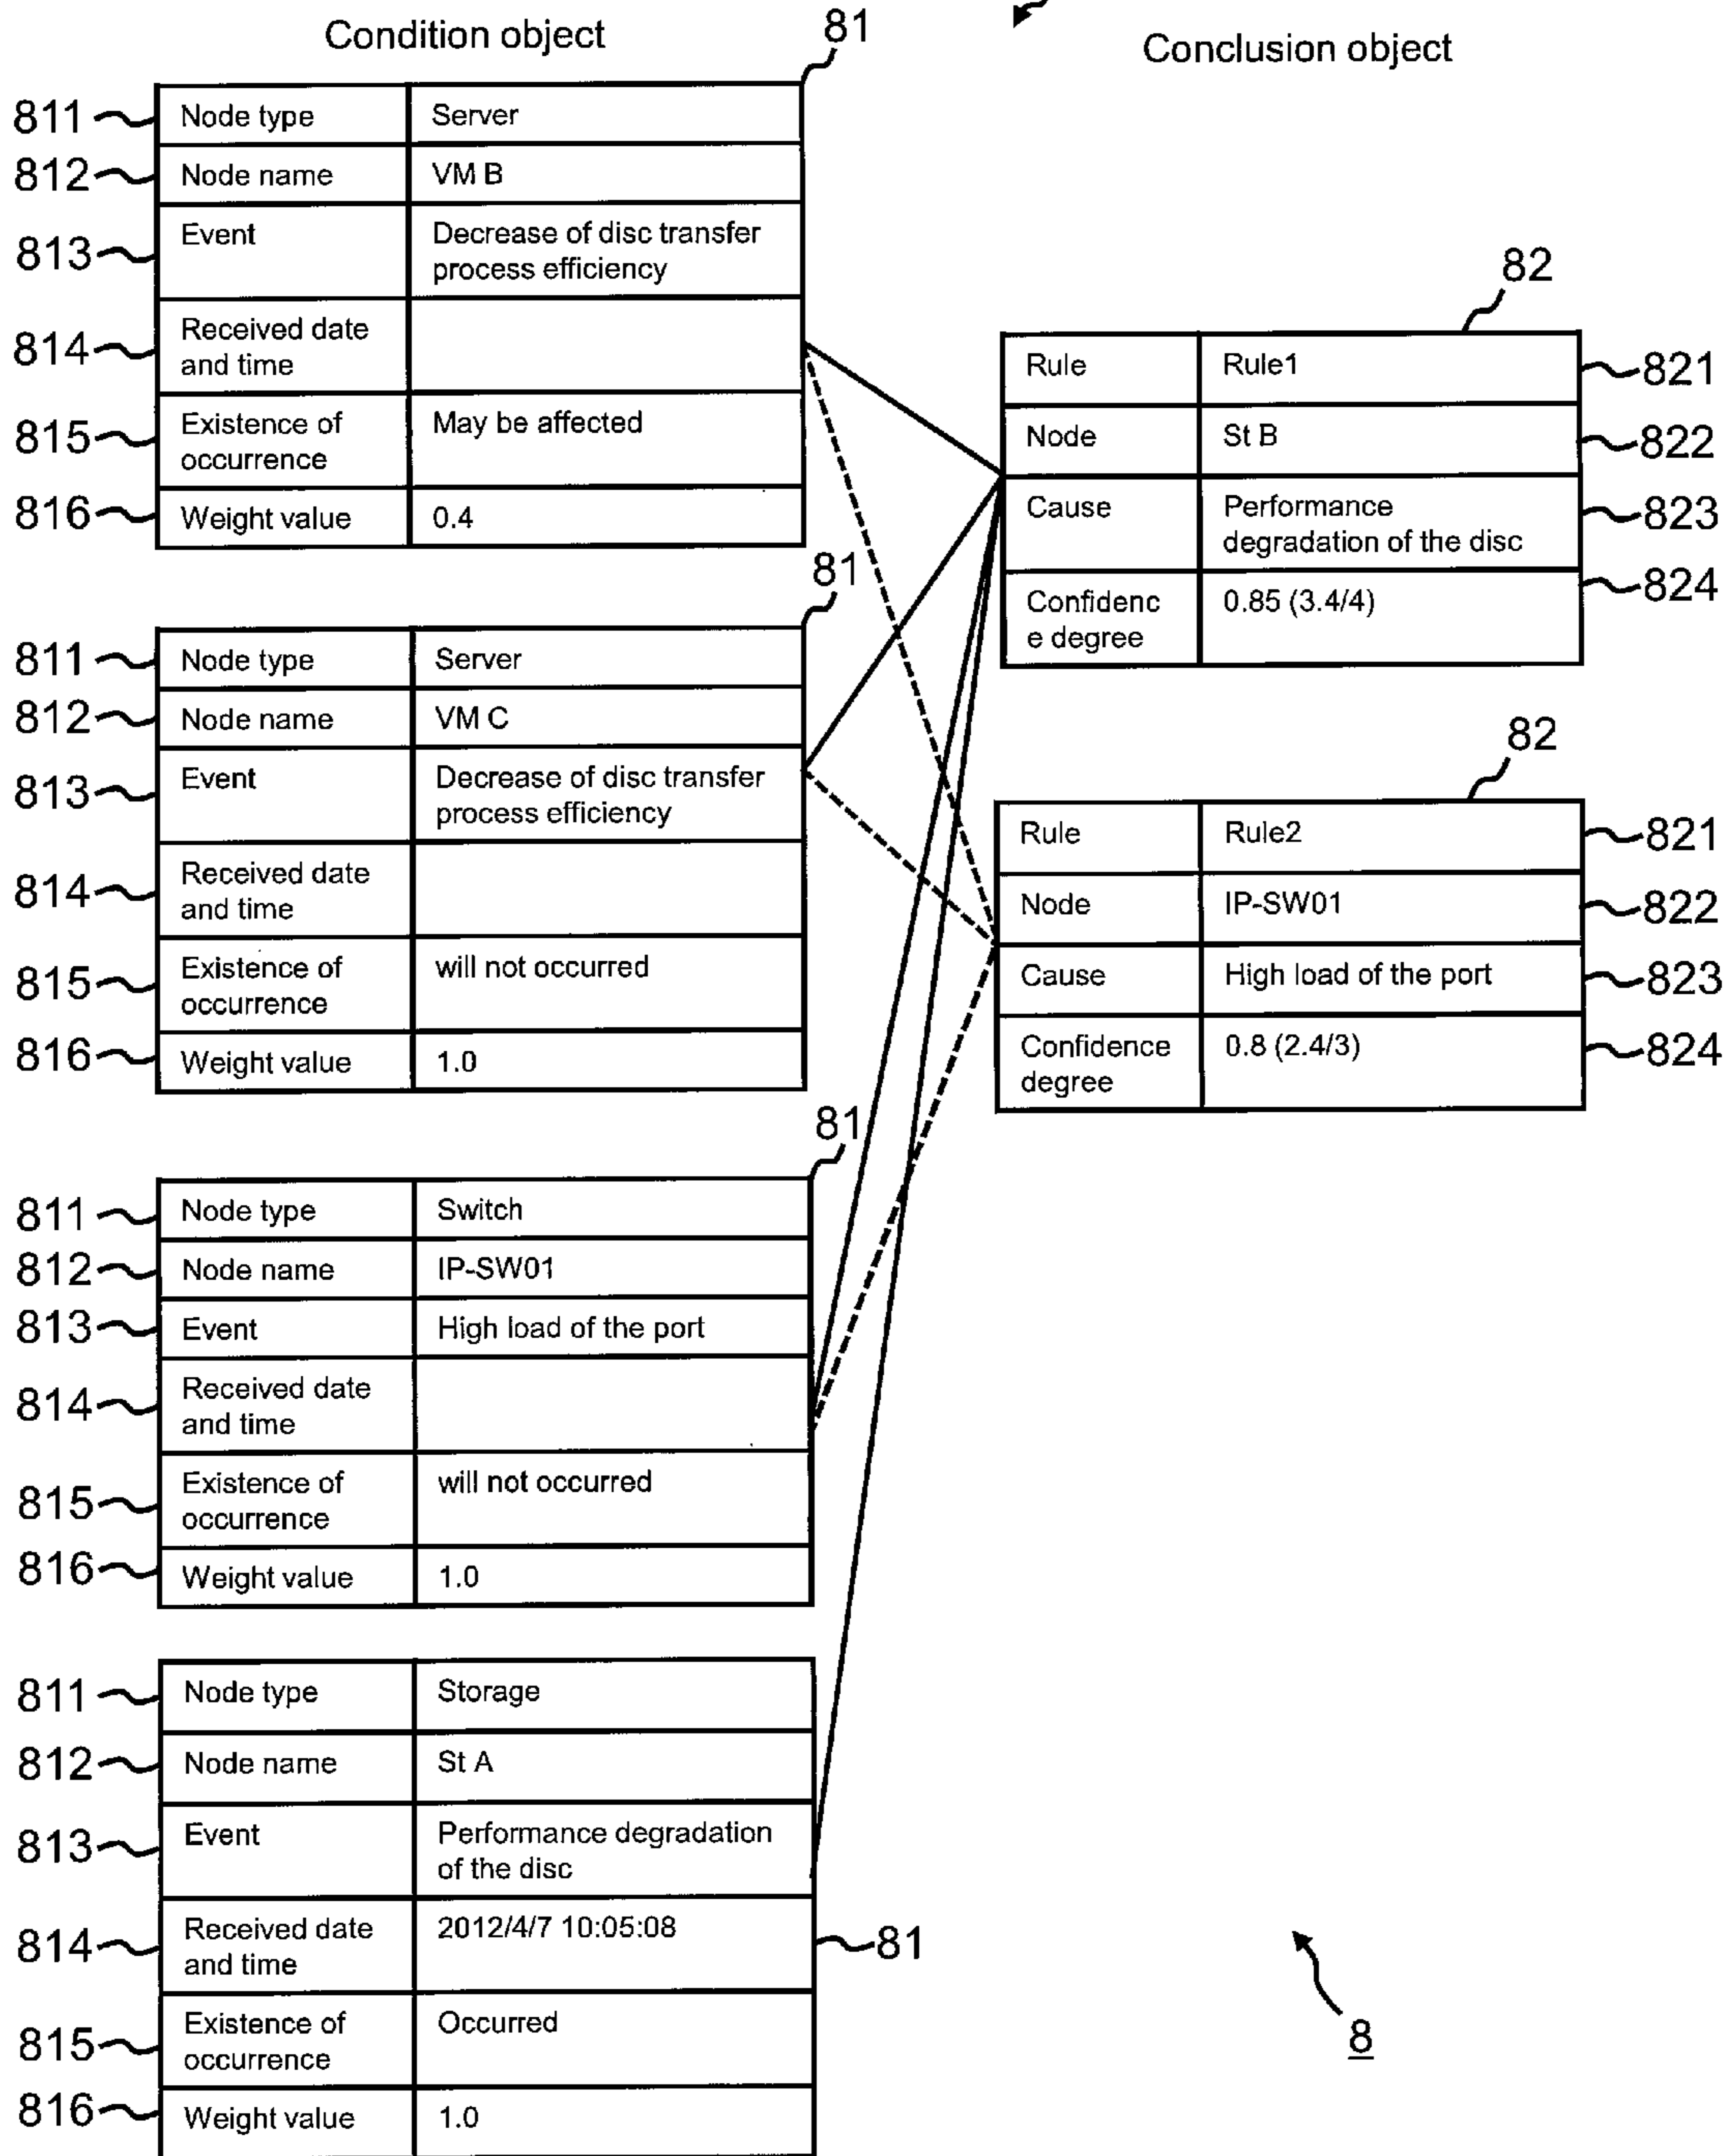 Condition object
81
Conclusion object
811 Node type Server
812 Node name VM B
813 Event Decrease of disc transfer
process efficiency
814 Received date
and time
815 Existence of May be affected
occurrence
816 Weight value 0.4
82
Rule Rule1 821
Node St B 822
Cause Performance 823
degradation of the disc
Confidenc 0.85 (3.4/4) 824
e degree
81
811 Node type Server
812 Node name VM C
813 Event Decrease of disc transfer
process efficiency
814 Received date
and time
815 Existence of will not occurred
occurrence
816 Weight value 1.0
82
Rule Rule2 821
Node IP-SW01 822
Cause High load of the port 823
Confidence 0.8 (2.4/3) 824
degree
81
811 Node type Switch
812 Node name IP-SW01
813 Event High load of the port
814 Received date
and time
815 Existence of will not occurred
occurrence
816 Weight value 1.0
811 Node type Storage
812 Node name St A
813 Event Performance degradation
of the disc
814 Received date 2012/4/7 10:05:08 81
and time
815 Existence of Occurred
occurrence
816 Weight value 1.0
8